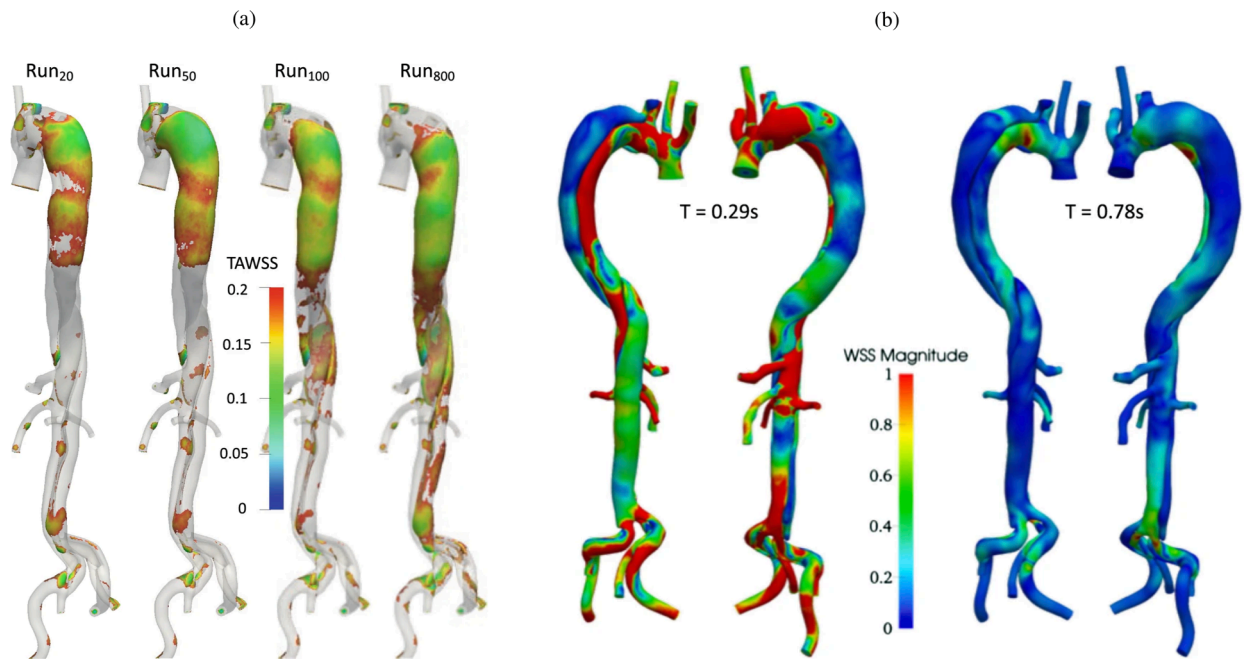 (a)
(b)
Run20
Run50
Run100
Run800
TAWSS
0.2
0.15
0.1
0.05
0
T = 0.29s
T = 0.78s
WSS Magnitude
1
0.8
0.6
0.4
0.2
0